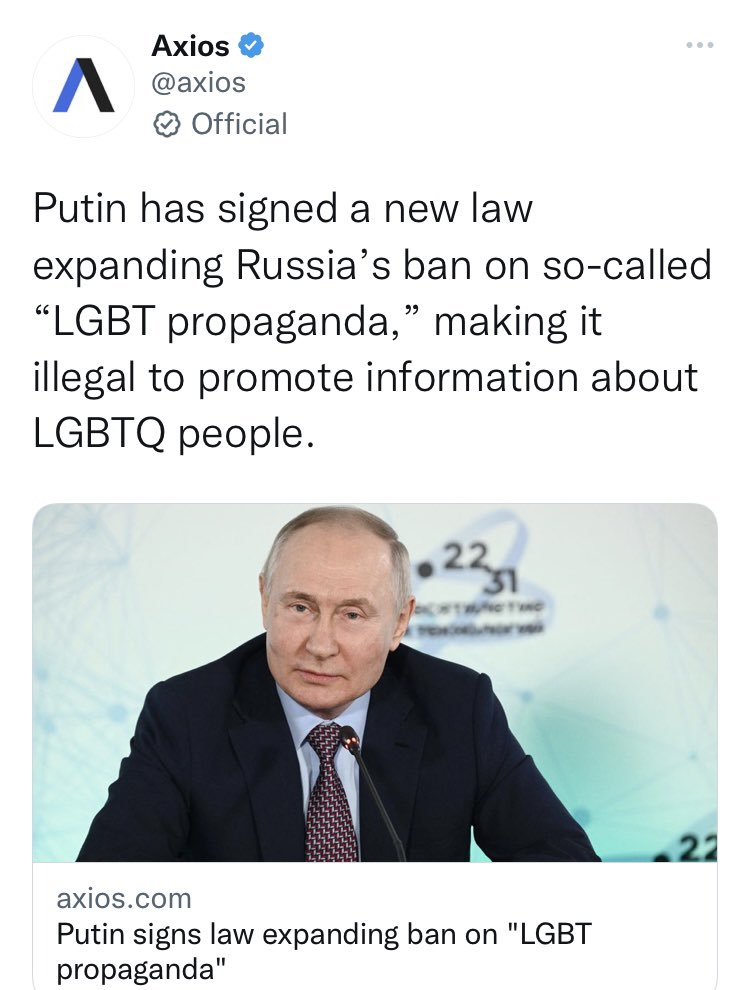 Axios
@axios
Official
Putin has signed a new law
expanding Russia’s ban on so-called
“LGBT propaganda,” making it
illegal to promote information about
LGBTQ people.
22
31
22
axios.com
Putin signs law expanding ban on "LGBT
propaganda"